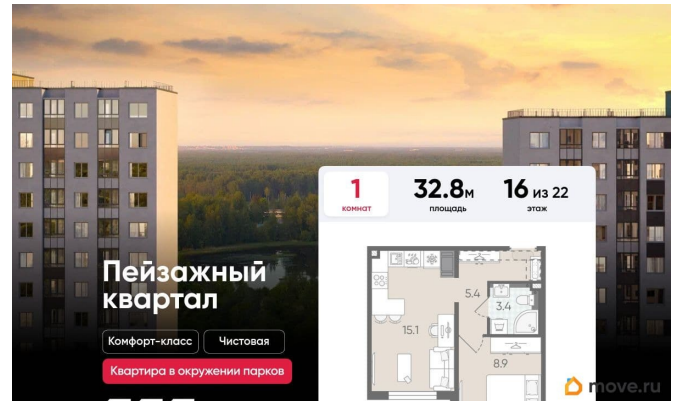 1
комнат
32.8м
площадь
16 из 22
этаж
Пейзажный
квартал
Комфорт-класс
Чистовая
Квартира в окружении парков
5.4
3.4
15.1
8.9
move.ru